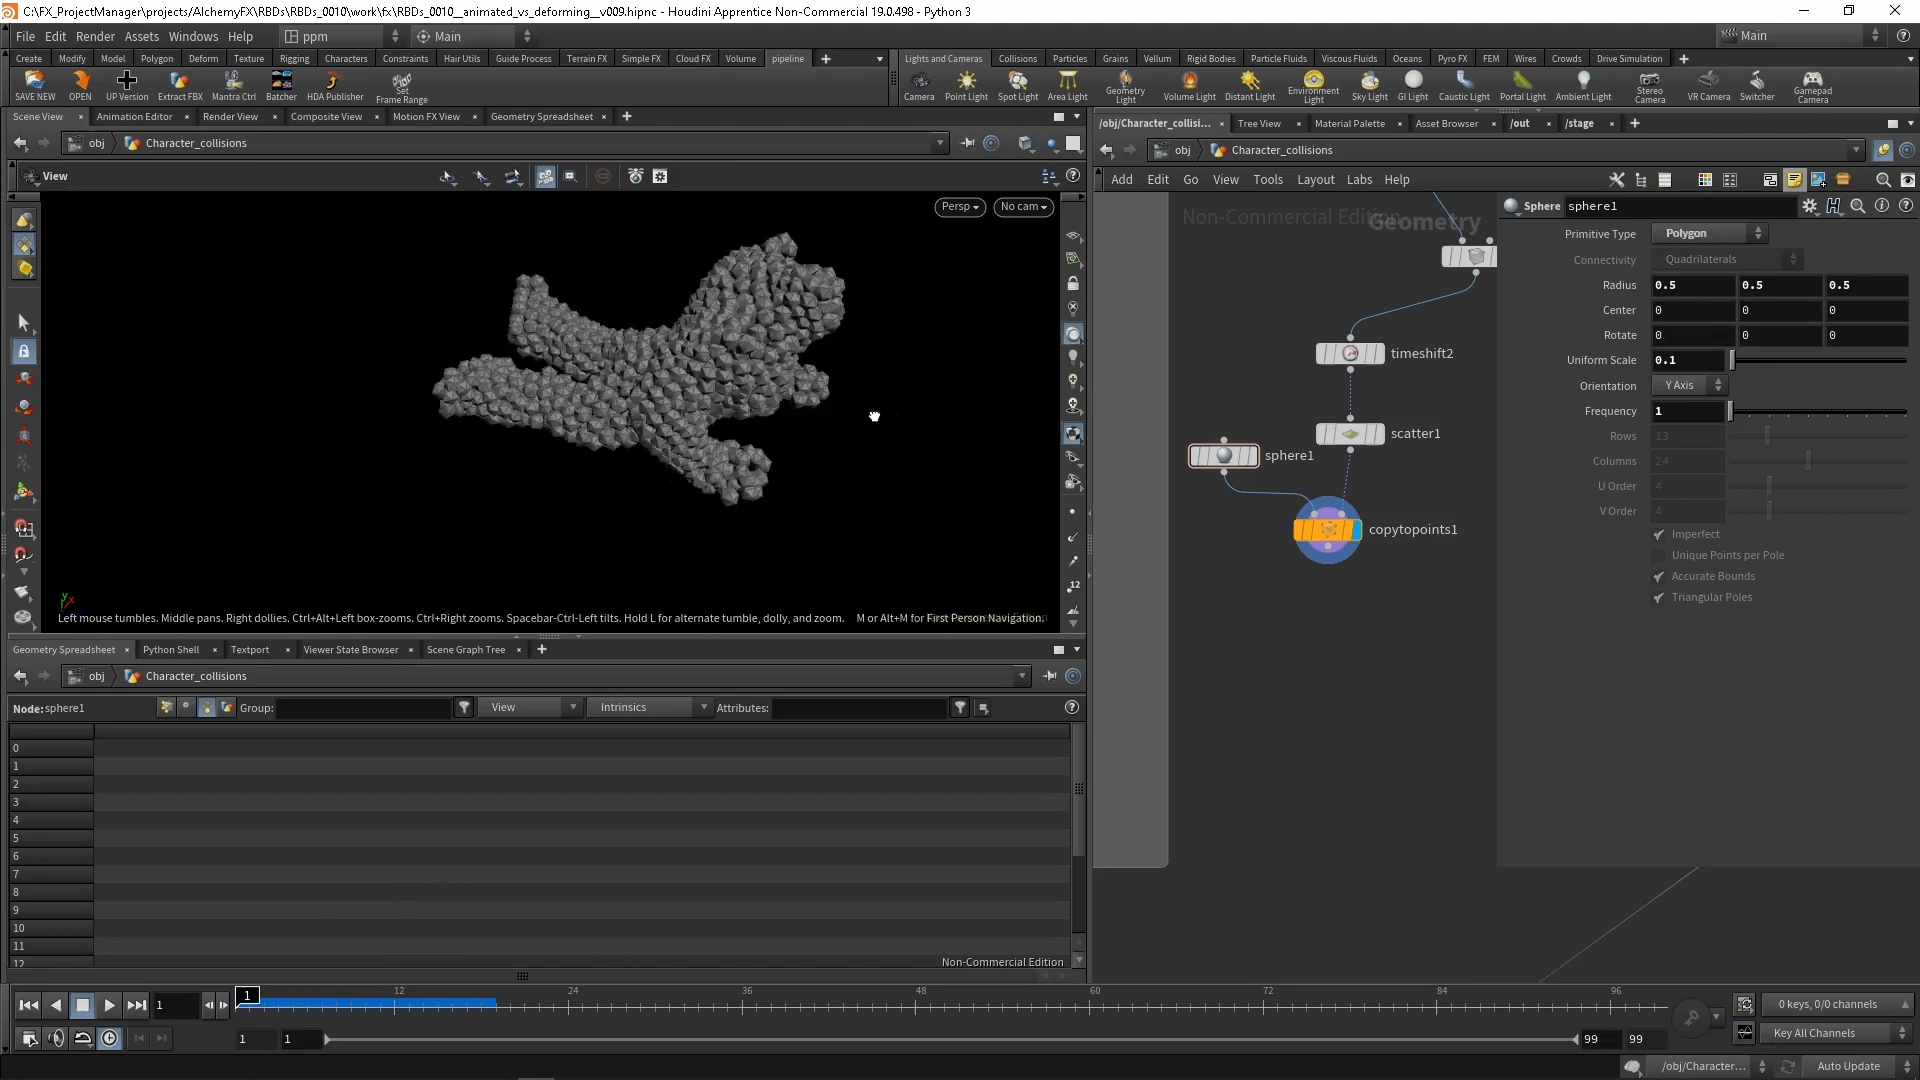 C:\FX_ProjectManager\projects\AlchemyFX\RBDs\RBDs_0010\work\fx\RBDs_0010__animated_vs_deforming__v009.hipnc - Houdini Apprentice Non-Commercial 19.0.498 - Python 3
File Edit Render Assets Windows Help ppm Main Main
Create Modify Model Polygon Deform Texture Rigging Characters Constraints Hair Utils Guide Process Terrain FX Simple FX Cloud FX Volume pipeline
Lights and Cameras Collisions Particles Grains Vellum Rigid Bodies Particle Fluids Viscous Fluids Oceans Pyro FX FEM Wires Crowds Drive Simulation
SAVE NEW OPEN UP Version Extract FBX Mantra Ctrl Batcher HDA Publisher Set Frame Range
Camera Point Light Spot Light Area Light Geometry Light Volume Light Distant Light Environment Light Sky Light GI Light Caustic Light Portal Light Ambient Light Stereo Camera VR Camera Switcher Gamepad Camera
Scene View Animation Editor Render View Composite View Motion FX View Geometry Spreadsheet
/obj/Character_collisi... Tree View Material Palette Asset Browser /out /stage
obj Character_collisions
obj Character_collisions
View
Add Edit Go View Tools Layout Labs Help
Persp No cam
Non-Commercial Edition Geometry
timeshift2
scatter1
sphere1
copytopoints1
Sphere sphere1
Primitive Type Polygon
Connectivity Quadrilaterals
Radius 0.5 0.5 0.5
Center 0 0 0
Rotate 0 0 0
Uniform Scale 0.1
Orientation Y Axis
Frequency 1
Rows 13
Columns 24
U Order 4
V Order 4
Imperfect
Unique Points per Pole
Accurate Bounds
Triangular Poles
12
y x
Left mouse tumbles. Middle pans. Right dollies. Ctrl+Alt+Left box-zooms. Ctrl+Right zooms. Spacebar-Ctrl-Left tilts. Hold L for alternate tumble, dolly, and zoom. M or Alt+M for First Person Navigation.
Geometry Spreadsheet Python Shell Textport Viewer State Browser Scene Graph Tree
obj Character_collisions
Node: sphere1 Group: View Intrinsics Attributes:
0
1
2
3
4
5
6
7
8
9
10
11
12
Non-Commercial Edition
1 1 12 24 36 48 60 72 84 96
0 keys, 0/0 channels
1 1 99 99
Key All Channels
/obj/Character... Auto Update